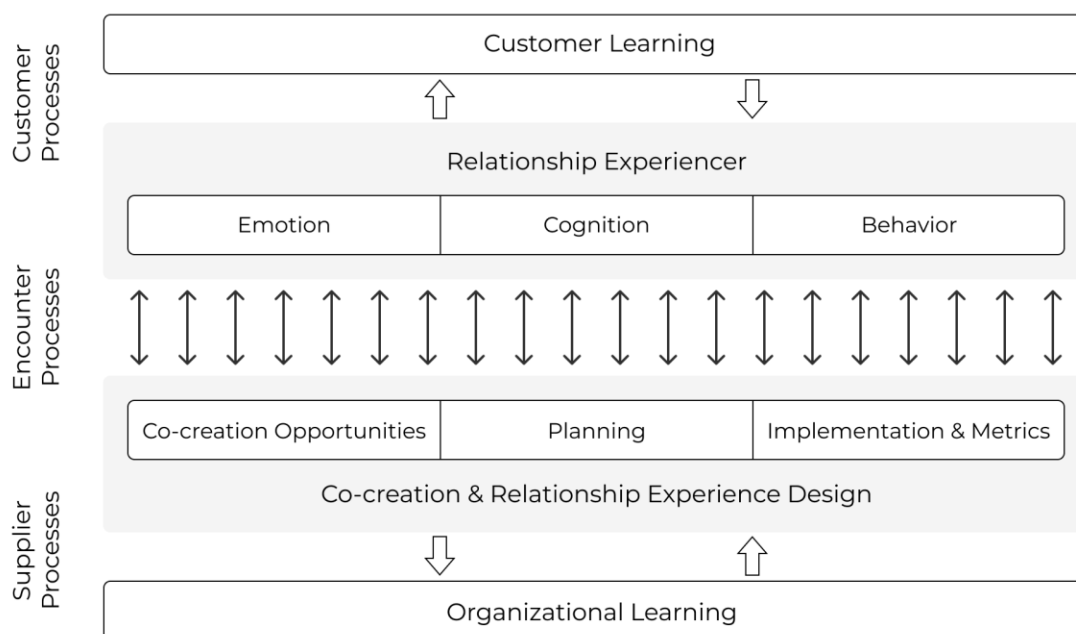 Customer
Processes
Customer Learning
Relationship Experiencer
Emotion
Cognition
Behavior
Encounter
Processes
Co-creation Opportunities
Planning
Implementation & Metrics
Co-creation & Relationship Experience Design
Supplier
Processes
Organizational Learning